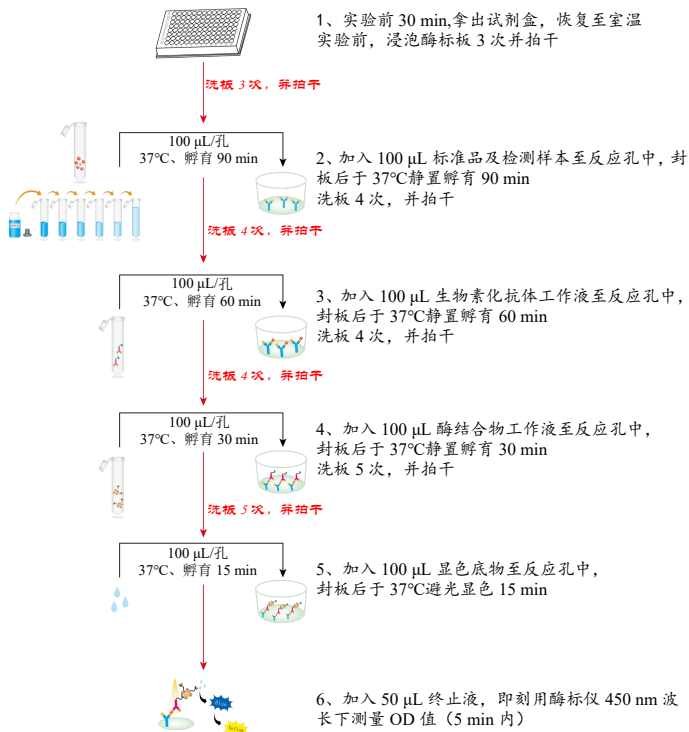 1、实验前 30 min,拿出试剂盒，恢复至室温
实验前，浸泡酶标板 3 次并拍干
洗板 3 次，并拍干
100 μL/孔
37℃、孵育 90 min
2、加入 100 μL 标准品及检测样本至反应孔中，封
板后于 37℃静置孵育 90 min
洗板 4 次，并拍干
洗板 4 次，并拍干
100 μL/孔
37℃、孵育 60 min
3、加入 100 μL 生物素化抗体工作液至反应孔中，
封板后于 37℃静置孵育 60 min
洗板 4 次，并拍干
洗板 4 次，并拍干
100 μL/孔
37℃、孵育 30 min
4、加入 100 μL 酶结合物工作液至反应孔中，
封板后于 37℃静置孵育 30 min
洗板 5 次，并拍干
洗板 5 次，并拍干
100 μL/孔
37℃、孵育 15 min
5、加入 100 μL 显色底物至反应孔中，
封板后于 37℃避光显色 15 min
6、加入 50 μL 终止液，即刻用酶标仪 450 nm 波
长下测量 OD 值（5 min 内）
Blue
Yellow